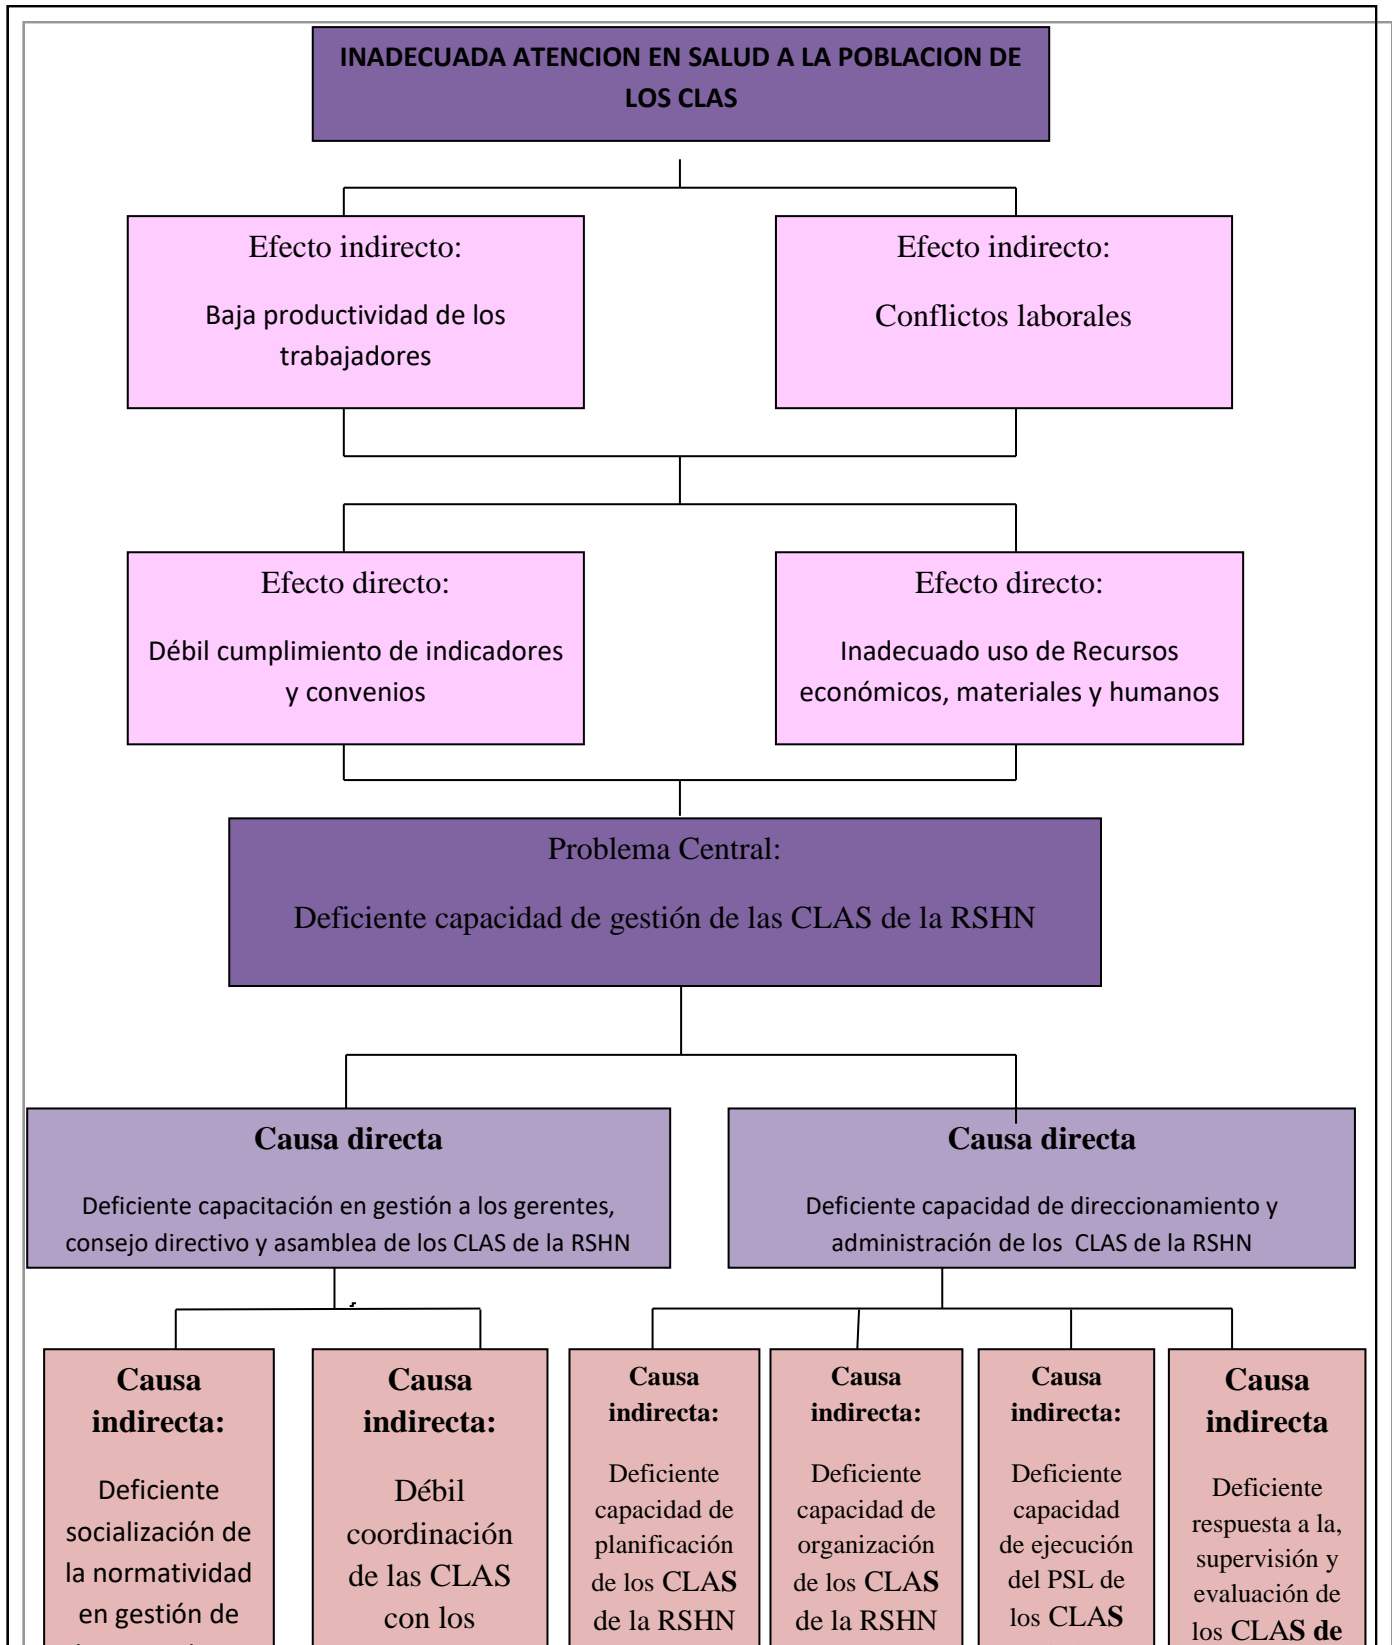 INADECUADA ATENCION EN SALUD A LA POBLACION DE
LOS CLAS
Efecto indirecto:
Baja productividad de los
trabajadores
Efecto indirecto:
Conflictos laborales
Efecto directo:
Débil cumplimiento de indicadores
y convenios
Efecto directo:
Inadecuado uso de Recursos
económicos, materiales y humanos
Problema Central:
Deficiente capacidad de gestión de las CLAS de la RSHN
Causa directa
Deficiente capacitación en gestión a los gerentes,
consejo directivo y asamblea de los CLAS de la RSHN
Causa directa
Deficiente capacidad de direccionamiento y
administración de los CLAS de la RSHN
Causa
indirecta:
Deficiente
socialización de
la normatividad
en gestión de
Causa
indirecta:
Débil
coordinación
de las CLAS
con los
Causa
indirecta:
Deficiente
capacidad de
planificación
de los CLAS
de la RSHN
Causa
indirecta:
Deficiente
capacidad de
organización
de los CLAS
de la RSHN
Causa
indirecta:
Deficiente
capacidad
de ejecución
del PSL de
los CLAS
Causa
indirecta
Deficiente
respuesta a la,
supervisión y
evaluación de
los CLAS de